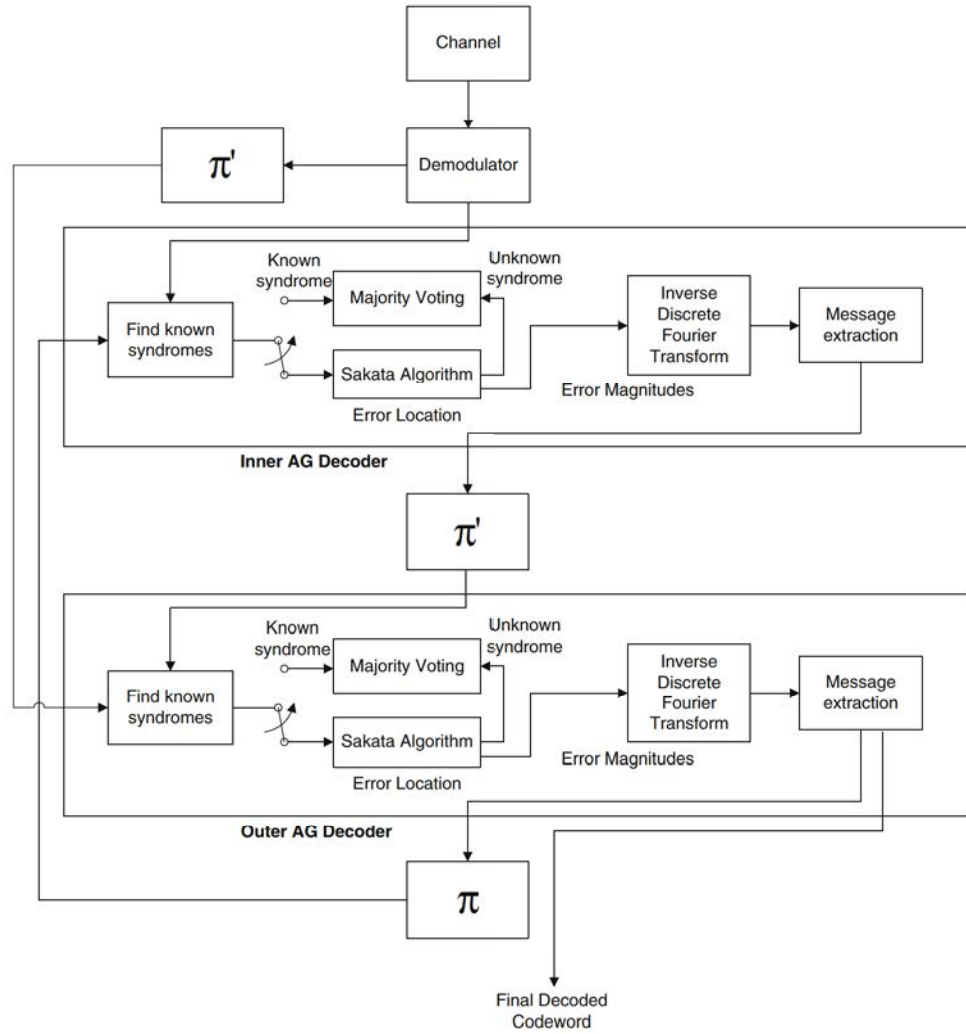 Channel
π'
Demodulator
Known
syndrome
Unknown
syndrome
Majority Voting
Find known
syndromes
Sakata Algorithm
Error Location
Inverse
Discrete
Fourier
Transform
Error Magnitudes
Message
extraction
Inner AG Decoder
π'
Known
syndrome
Unknown
syndrome
Majority Voting
Find known
syndromes
Sakata Algorithm
Error Location
Inverse
Discrete
Fourier
Transform
Error Magnitudes
Message
extraction
Outer AG Decoder
π
Final Decoded
Codeword